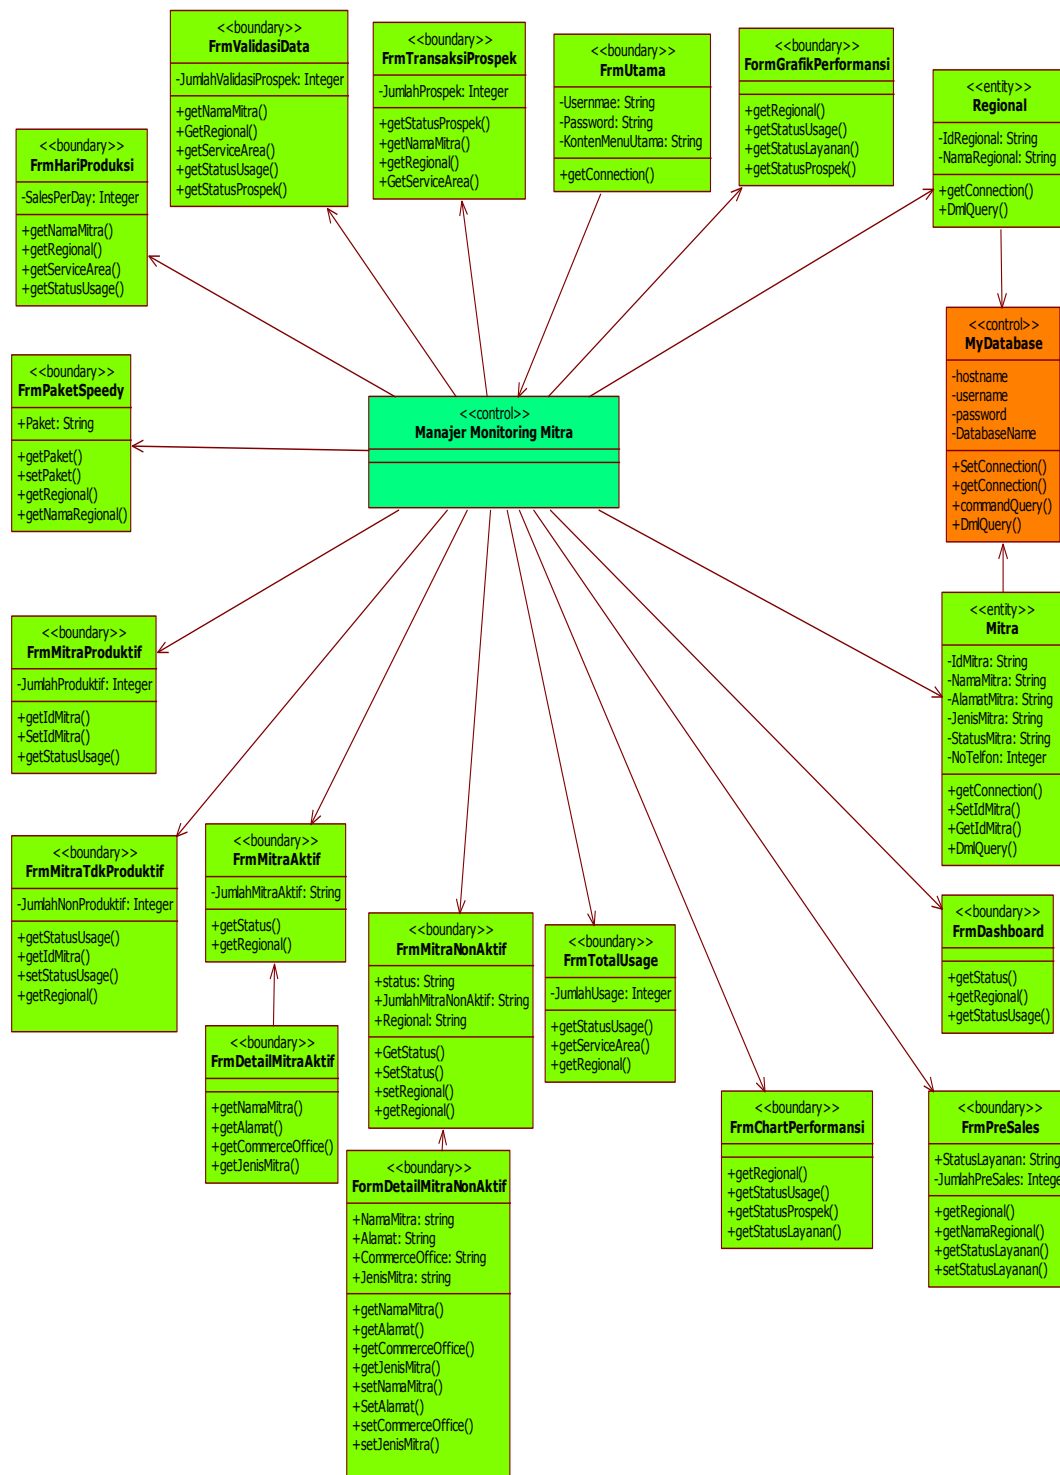 <<boundary>>
FrmValidasiData
-JumlahValidasiProspek: Integer
+getNamaMitra()
+GetRegional()
+getServiceArea()
+getStatusUsage()
+getStatusProspek()
<<boundary>>
FrmTransaksiProspek
-JumlahProspek: Integer
+getStatusProspek()
+getNamaMitra()
+getRegional()
+GetServiceArea()
<<boundary>>
FrmUtama
-Usernmae: String
-Password: String
-KontenMenuUtama: String
+getConnection()
<<boundary>>
FormGrafikPerformansi
+getRegional()
+getStatusUsage()
+getStatusLayanan()
+getStatusProspek()
<<entity>>
Regional
-IdRegional: String
-NamaRegional: String
+getConnection()
+DmlQuery()
<<boundary>>
FrmHariProduksi
-SalesPerDay: Integer
+getNamaMitra()
+getRegional()
+getServiceArea()
+getStatusUsage()
<<control>>
MyDatabase
-hostname
-username
-password
-DatabaseName
+SetConnection()
+getConnection()
+commandQuery()
+DmlQuery()
<<boundary>>
FrmPaketSpeedy
+Paket: String
+getPaket()
+setPaket()
+getRegional()
+getNamaRegional()
<<control>>
Manajer Monitoring Mitra
<<entity>>
Mitra
-IdMitra: String
-NamaMitra: String
-AlamatMitra: String
-JenisMitra: String
-StatusMitra: String
-NoTelfon: Integer
+getConnection()
+SetIdMitra()
+GetIdMitra()
+DmlQuery()
<<boundary>>
FrmMitraProduktif
-JumlahProduktif: Integer
+getIdMitra()
+SetIdMitra()
+getStatusUsage()
<<boundary>>
FrmMitraTdkProduktif
-JumlahNonProduktif: Integer
+getStatusUsage()
+getIdMitra()
+setStatusUsage()
+getRegional()
<<boundary>>
FrmMitraAktif
-JumlahMitraAktif: String
+getStatus()
+getRegional()
<<boundary>>
FrmMitraNonAktif
+status: String
+JumlahMitraNonAktif: String
+Regional: String
+GetStatus()
+SetStatus()
+setRegional()
+getRegional()
<<boundary>>
FrmTotalUsage
-JumlahUsage: Integer
+getStatusUsage()
+getServiceArea()
+getRegional()
<<boundary>>
FrmDashboard
+getStatus()
+getRegional()
+getStatusUsage()
<<boundary>>
FrmDetailMitraAktif
+getNamaMitra()
+getAlamat()
+getCommerceOffice()
+getJenisMitra()
<<boundary>>
FrmChartPerformansi
+getRegional()
+getStatusUsage()
+getStatusProspek()
+getStatusLayanan()
<<boundary>>
FrmPreSales
+StatusLayanan: String
-JumlahPreSales: Intege
+getRegional()
+getNamaRegional()
+getStatusLayanan()
+setStatusLayanan()
<<boundary>>
FormDetailMitraNonAktif
+NamaMitra: string
+Alamat: String
+CommerceOffice: String
+JenisMitra: string
+getNamaMitra()
+getAlamat()
+getCommerceOffice()
+getJenisMitra()
+setNamaMitra()
+SetAlamat()
+setCommerceOffice()
+setJenisMitra()